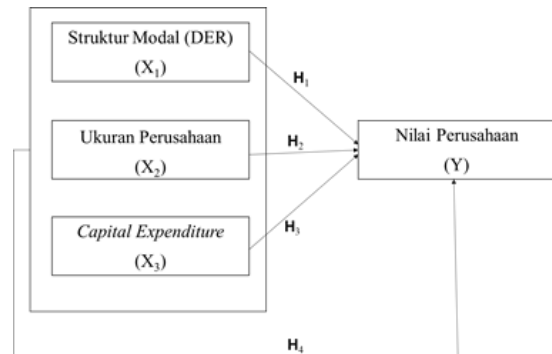 Struktur Modal (DER)
(X₁)
H₁
Ukuran Perusahaan
(X₂)
H₂
Nilai Perusahaan
(Y)
Capital Expenditure
(X₃)
H₃
H₄